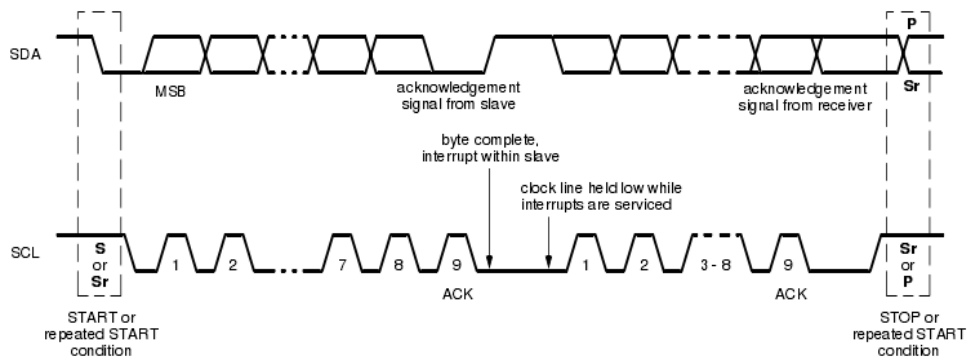 P
SDA
MSB
acknowledgement
signal from slave
acknowledgement
signal from receiver
Sr
byte complete,
interrupt within slave
clock line held low while
interrupts are serviced
SCL
S
or
Sr
1
2
7
8
9
1
2
3 - 8
9
Sr
or
P
ACK
ACK
START or
repeated START
condition
STOP or
repeated START
condition